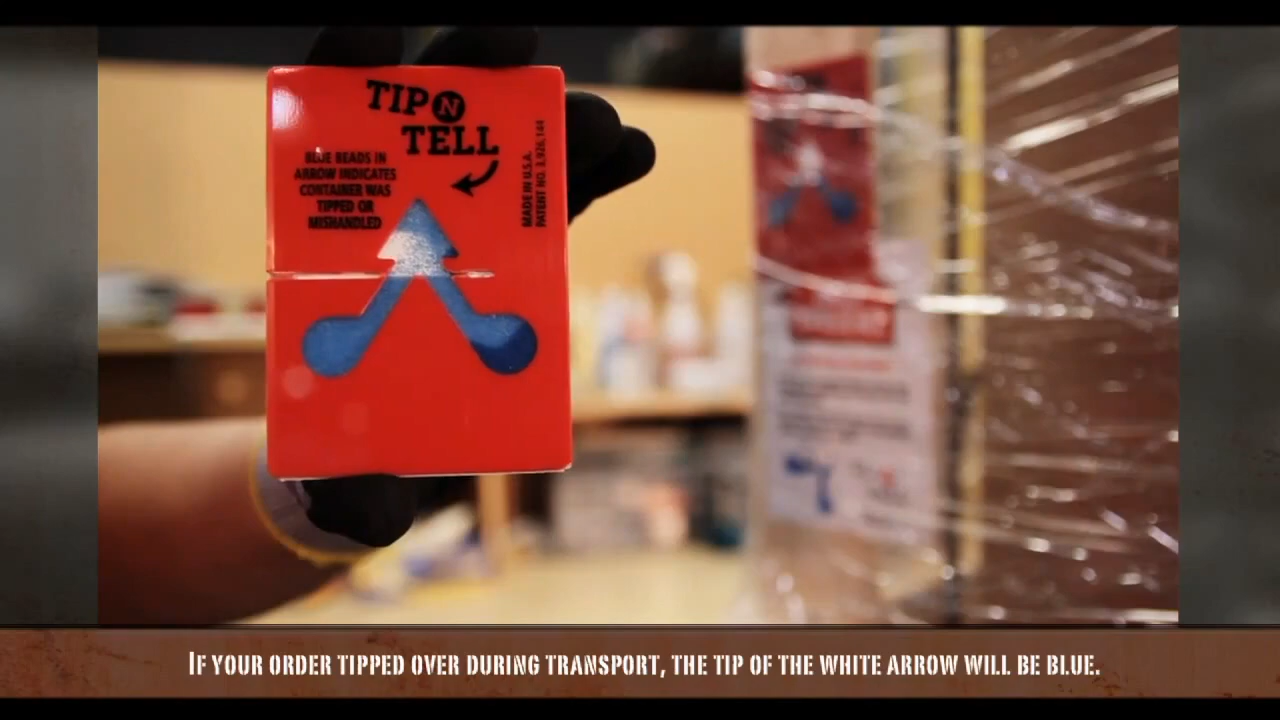 TIP N
TELL
BLUE BEADS IN
ARROW INDICATES
CONTAINER WAS
TIPPED OR
MISHANDLED
MADE IN U.S.A.
PATENT NO. 3,926,144
IF YOUR ORDER TIPPED OVER DURING TRANSPORT, THE TIP OF THE WHITE ARROW WILL BE BLUE.